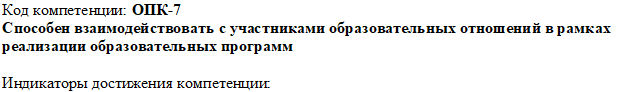 Код компетенции: ОПК-7
Способен взаимодействовать с участниками образовательных отношений в рамках
реализации образовательных программ
Индикаторы достижения компетенции: